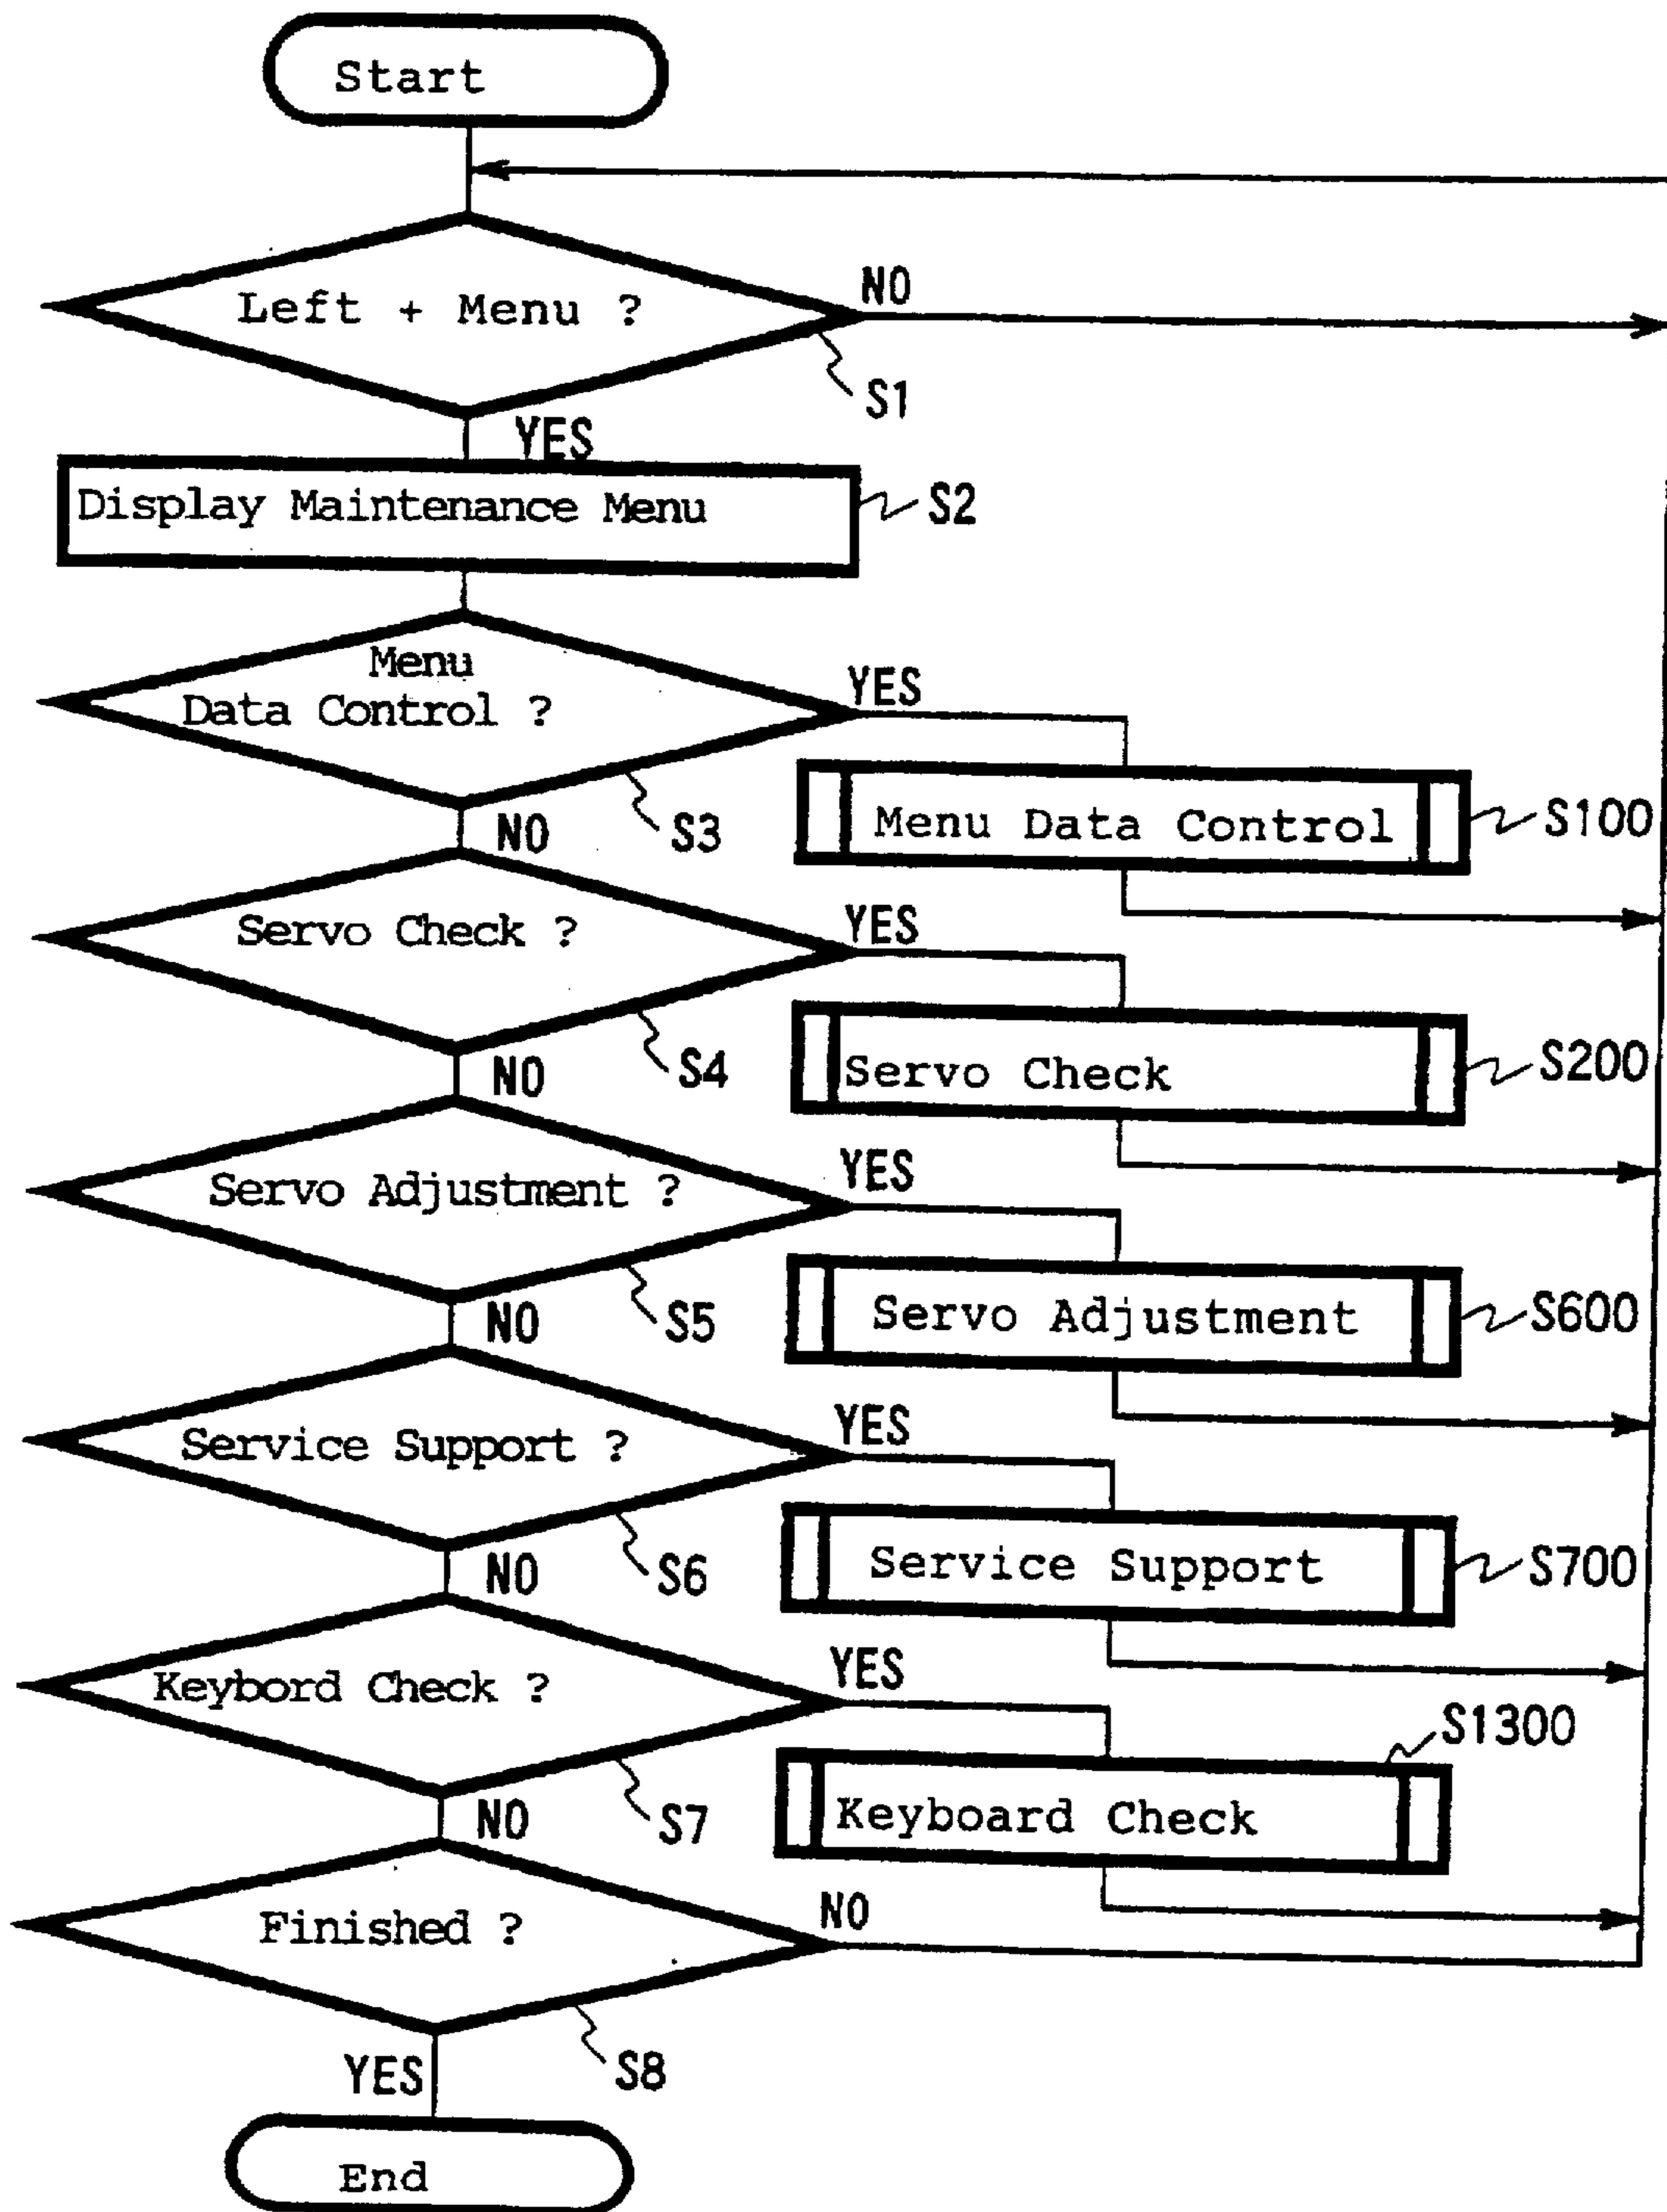 Start
Left + Menu ?
NO
S1
YES
Display Maintenance Menu
S2
Menu
Data Control ?
YES
S3
NO
Menu Data Control
S100
Servo Check ?
YES
S4
NO
Servo Check
S200
Servo Adjustment ?
YES
S5
NO
Servo Adjustment
S600
Service Support ?
YES
S6
NO
Service Support
S700
Keybord Check ?
YES
S7
NO
S1300
Keyboard Check
Finished ?
NO
S8
YES
End